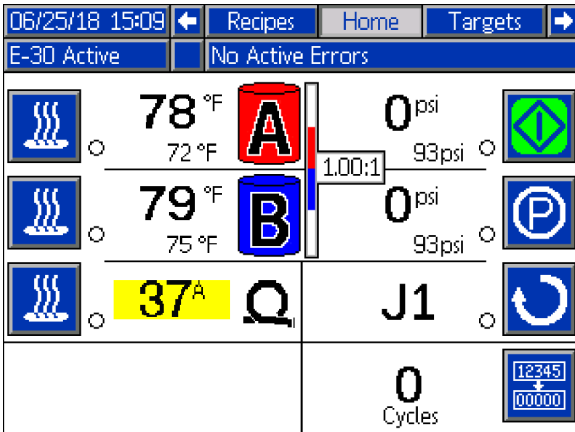 06/25/18 15:09 Recipes Home Targets
E-30 Active No Active Errors
78 °F A 0 psi
72 °F 93psi
1.00:1
79 °F B 0 psi P
75 °F 93psi
37 A J1
12345
0 00000
Cycles